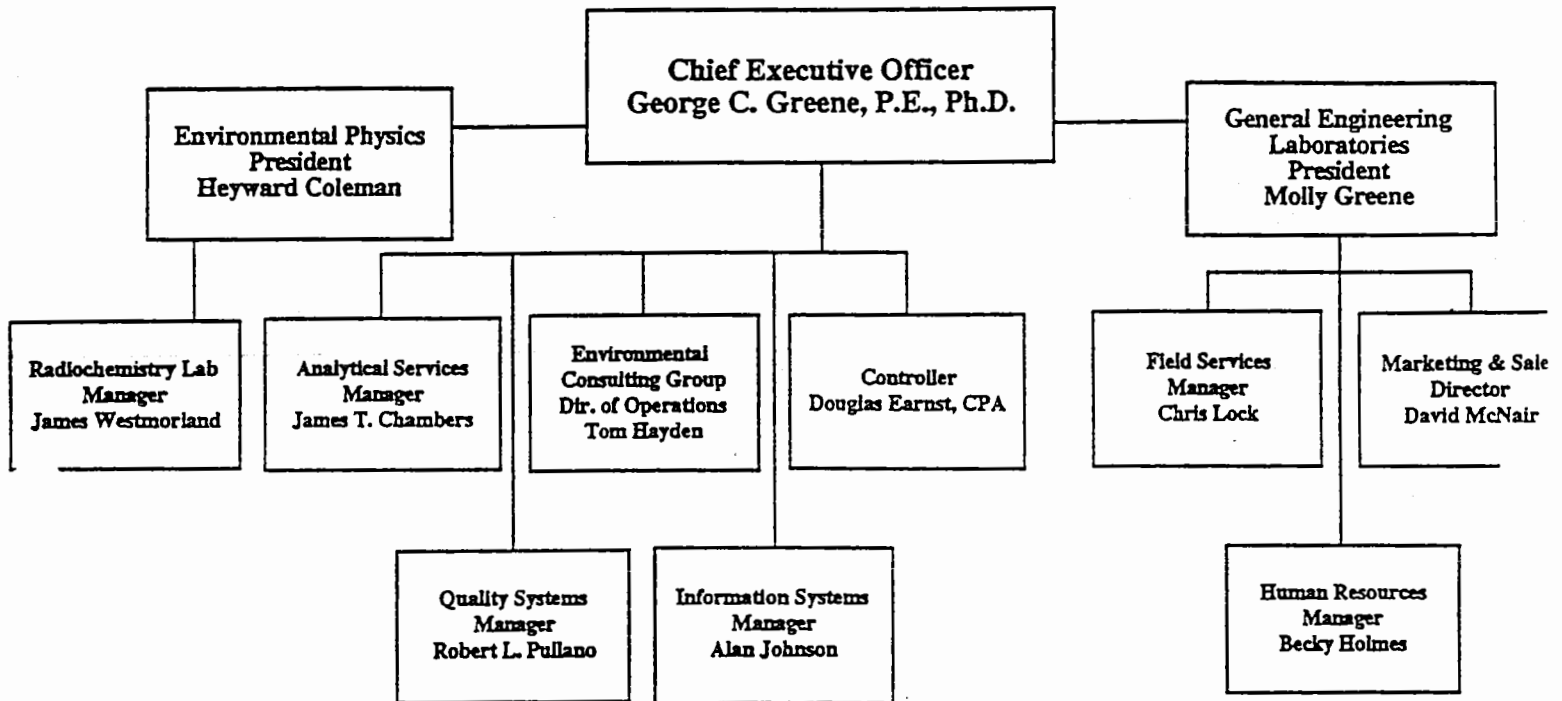 Chief Executive Officer
George C. Greene, P.E., Ph.D.
Environmental Physics
President
Heyward Coleman
General Engineering
Laboratories
President
Molly Greene
Radiochemistry Lab
Manager
James Westmorland
Analytical Services
Manager
James T. Chambers
Environmental
Consulting Group
Dir. of Operations
Tom Hayden
Controller
Douglas Earnst, CPA
Field Services
Manager
Chris Lock
Marketing & Sale
Director
David McNair
Quality Systems
Manager
Robert L. Pullano
Information Systems
Manager
Alan Johnson
Human Resources
Manager
Becky Holmes